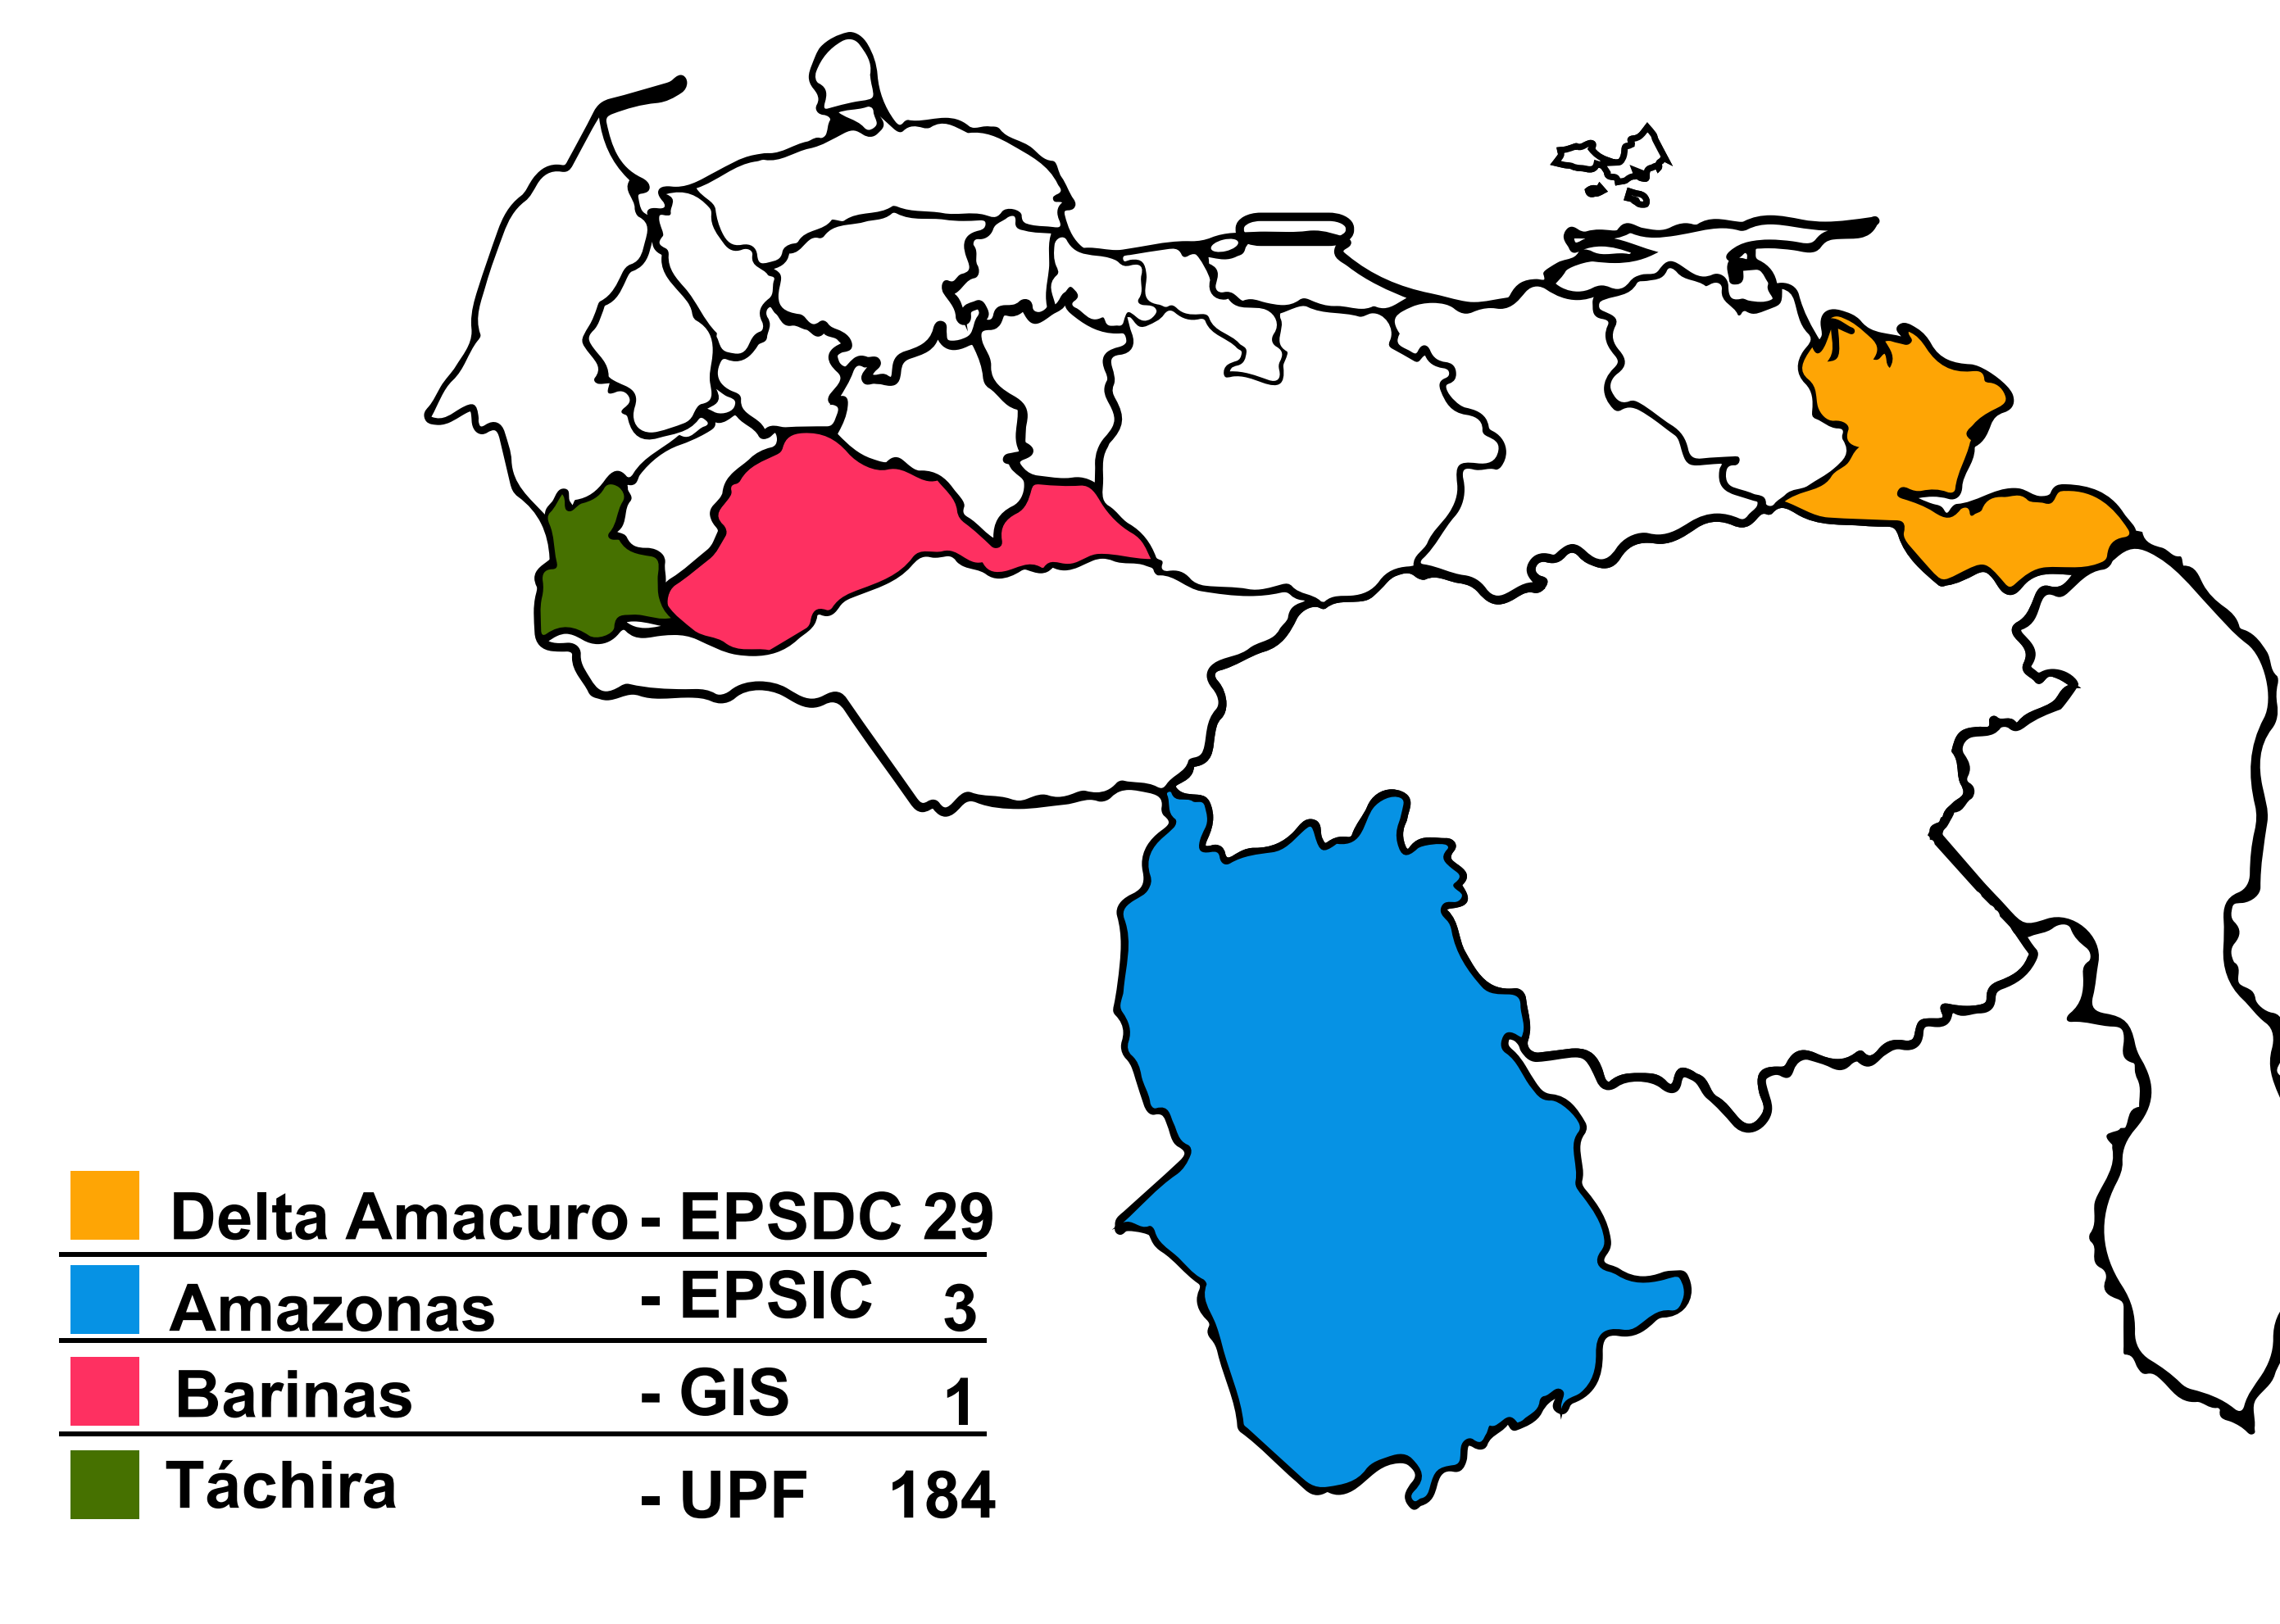 Delta Amacuro - EPSDC 29
Amazonas - EPSIC 3
Barinas - GIS 1
Táchira - UPF 184